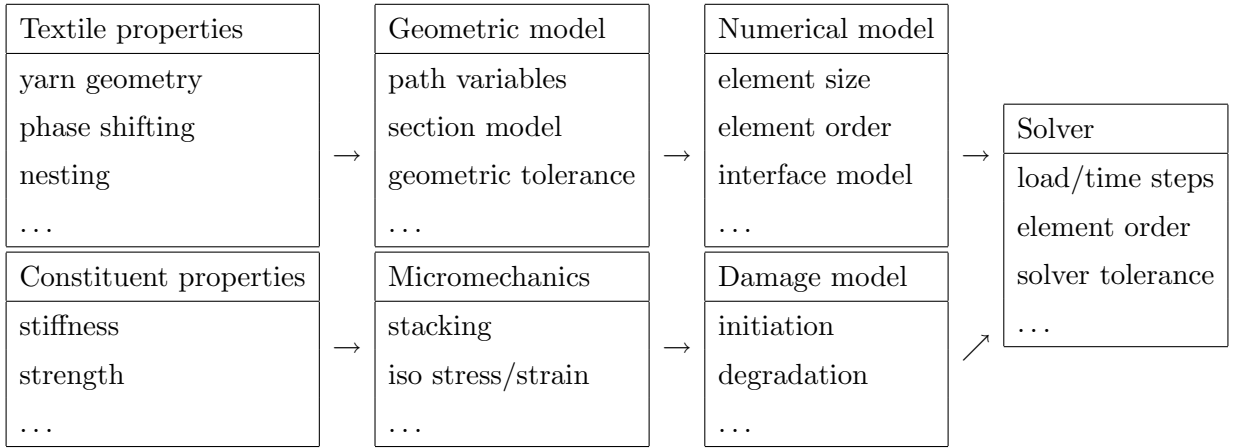 Textile properties
yarn geometry
phase shifting
nesting
...
→
Geometric model
path variables
section model
geometric tolerance
...
→
Numerical model
element size
element order
interface model
...
→
Constituent properties
stiffness
strength
...
→
Micromechanics
stacking
iso stress/strain
...
→
Damage model
initiation
degradation
...
↗
Solver
load/time steps
element order
solver tolerance
...